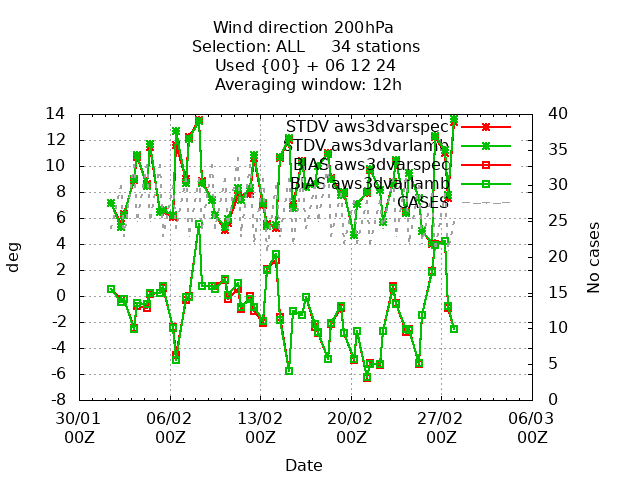 Wind direction 200hPa
Selection: ALL 34 stations
Used {00} + 06 12 24
Averaging window: 12h
STDV aws3dvarspec
STDV aws3dvarlamb
BIAS aws3dvarspec
BIAS aws3dvarlamb
CASES
14
12
10
8
6
4
2
0
-2
-4
-6
-8
deg
40
35
30
25
20
15
10
5
0
No cases
30/01 06/02 13/02 20/02 27/02 06/03
00Z 00Z 00Z 00Z 00Z 00Z
Date